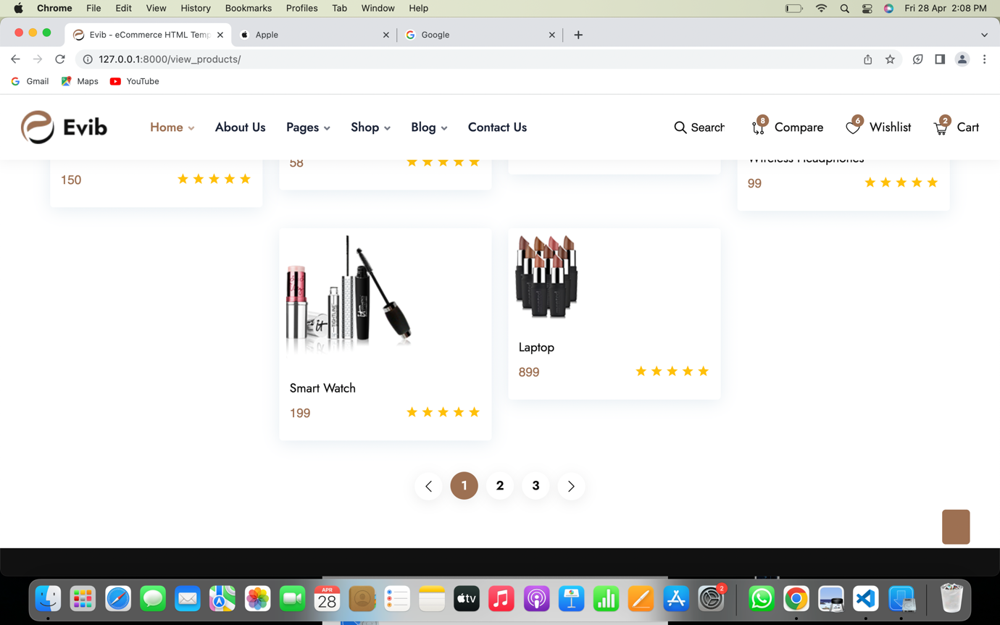 Chrome File Edit View History Bookmarks Profiles Tab Window Help Fri 28 Apr 2:08 PM
Evib - eCommerce HTML Temp Apple Google
127.0.0.1:8000/view_products/
Gmail Maps YouTube
Evib Home About Us Pages Shop Blog Contact Us Search 8 Compare 6 Wishlist 2 Cart
Wireless Headphones
150 58 99
Smart Watch
199
Laptop
899
1 2 3
APR
28
tv
2